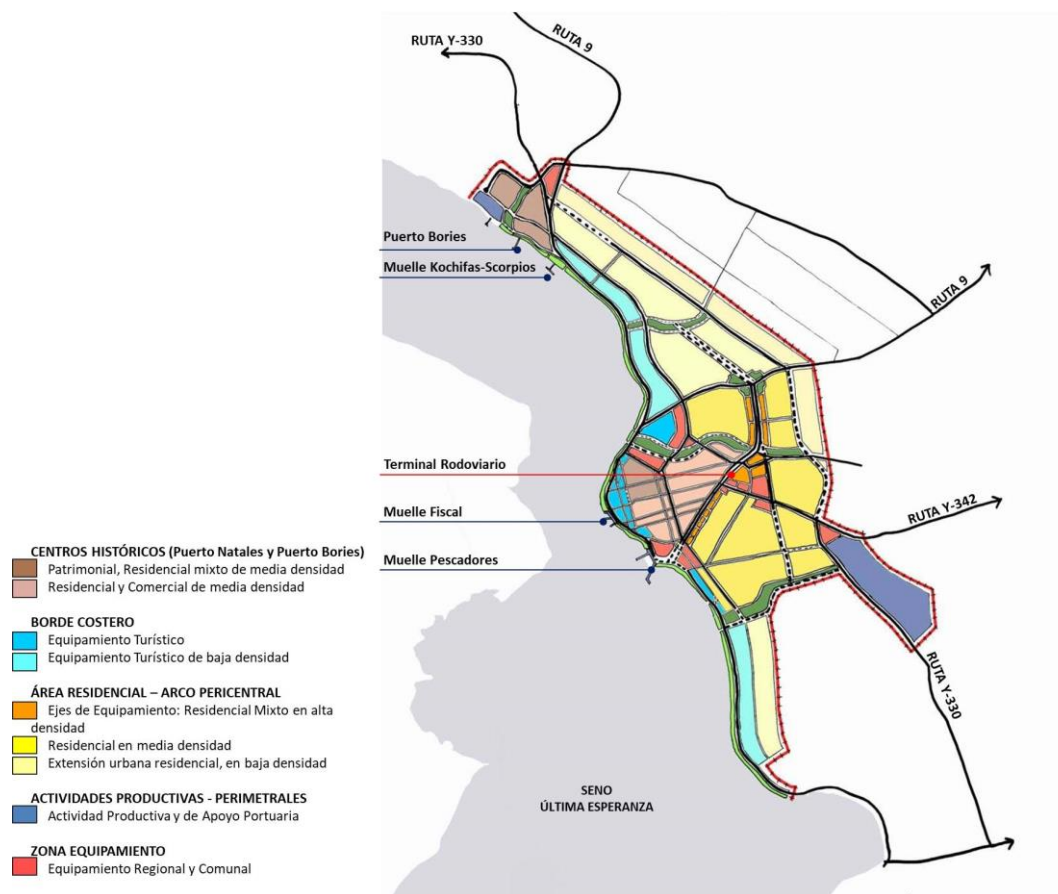 RUTA Y-330
RUTA 9
Puerto Bories
Muelle Kochifas-Scorpios
RUTA 9
Terminal Rodoviario
Muelle Fiscal
RUTA Y-342
Muelle Pescadores
RUTA Y-330
SENO
ÚLTIMA ESPERANZA
CENTROS HISTÓRICOS (Puerto Natales y Puerto Bories)
Patrimonial, Residencial mixto de media densidad
Residencial y Comercial de media densidad
BORDE COSTERO
Equipamiento Turístico
Equipamiento Turístico de baja densidad
ÁREA RESIDENCIAL – ARCO PERICENTRAL
Ejes de Equipamiento: Residencial Mixto en alta
densidad
Residencial en media densidad
Extensión urbana residencial, en baja densidad
ACTIVIDADES PRODUCTIVAS - PERIMETRALES
Actividad Productiva y de Apoyo Portuaria
ZONA EQUIPAMIENTO
Equipamiento Regional y Comunal